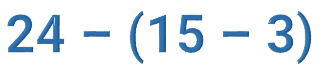 24 – (15 – 3)